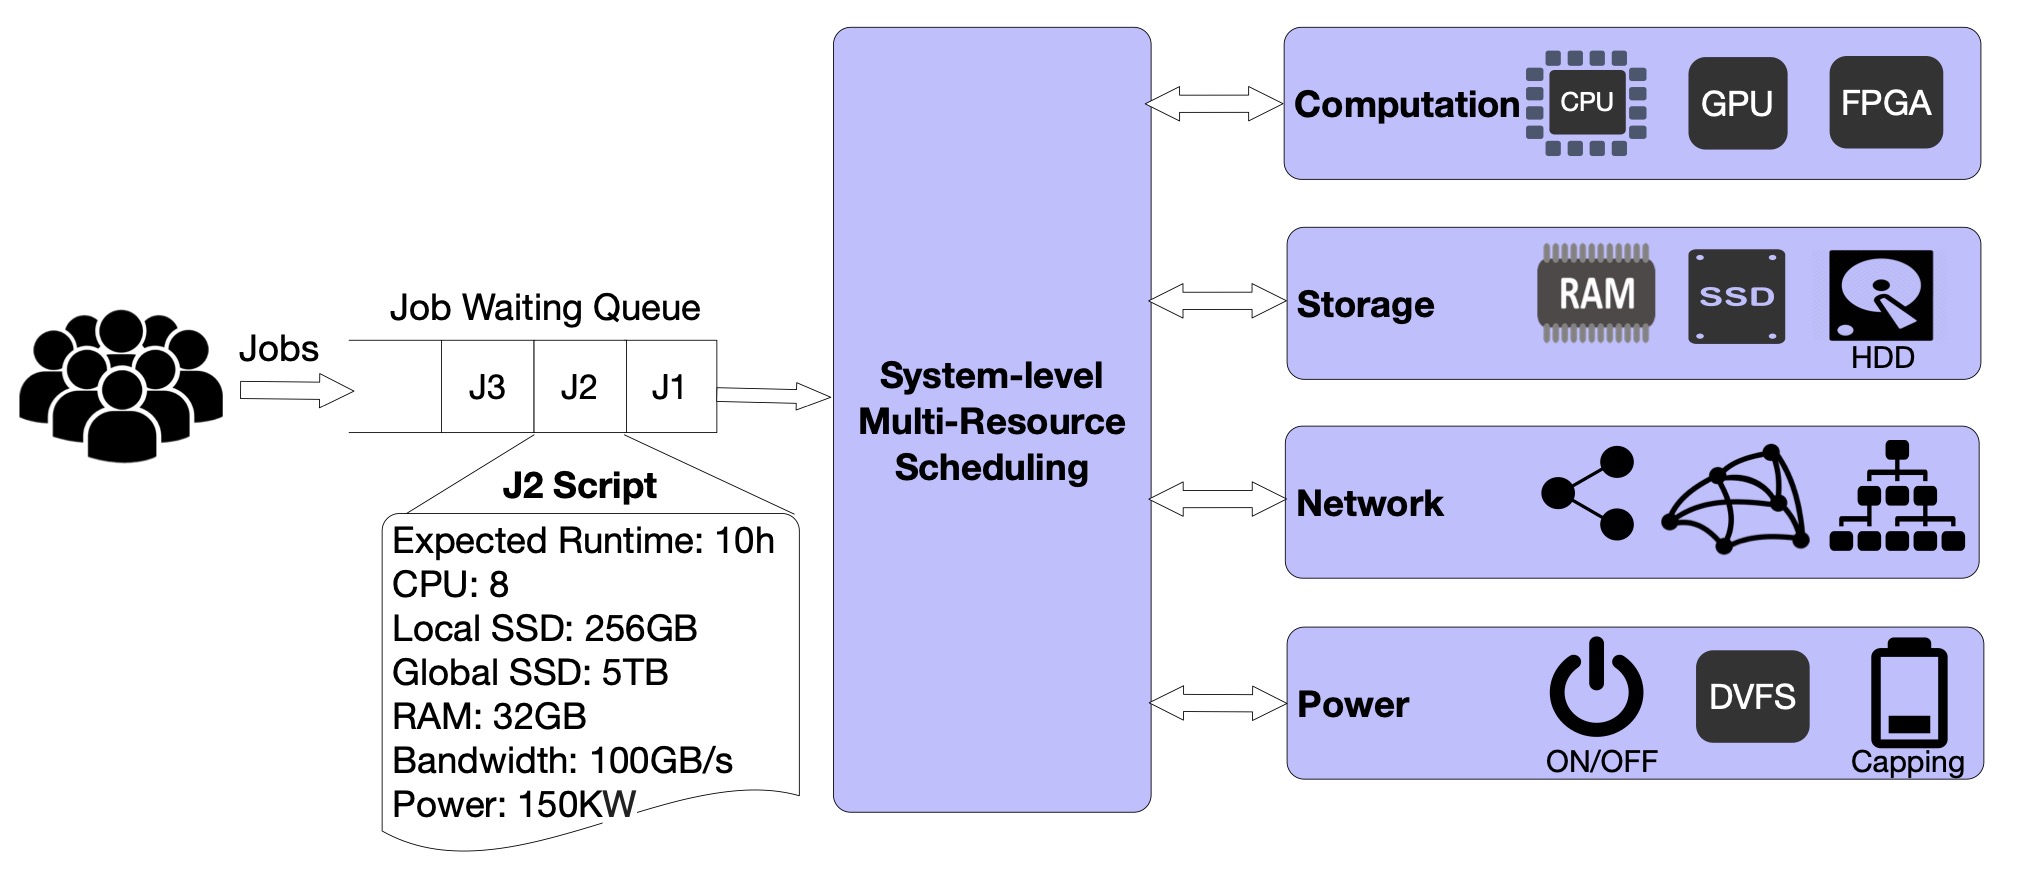 Jobs
Job Waiting Queue
J3 J2 J1
J2 Script
Expected Runtime: 10h
CPU: 8
Local SSD: 256GB
Global SSD: 5TB
RAM: 32GB
Bandwidth: 100GB/s
Power: 150KW
System-level
Multi-Resource
Scheduling
Computation CPU GPU FPGA
Storage RAM SSD
HDD
Network
Power DVFS
ON/OFF Capping